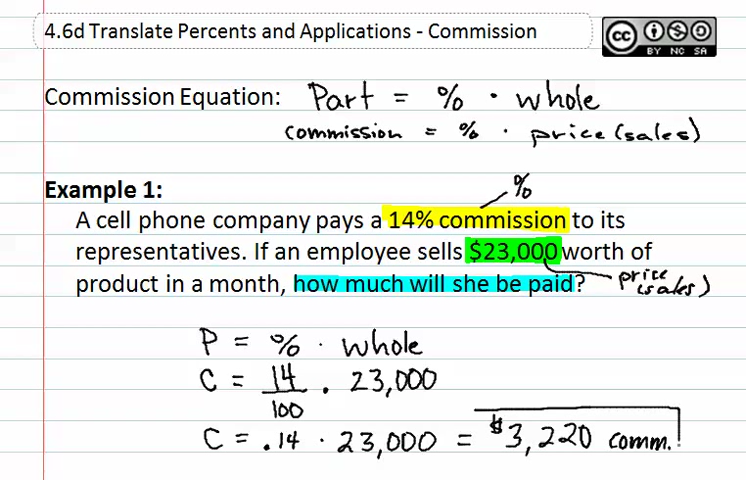 4.6d Translate Percents and Applications - Commission
cc BY NC SA
Commission Equation: Part = % · whole
commission = % · price (sales)
Example 1:
%
A cell phone company pays a 14% commission to its
representatives. If an employee sells $23,000 worth of
product in a month, how much will she be paid?
price
(sales)
P = % · whole
C = 14/100 · 23,000
C = .14 · 23,000 = $3,220 comm.